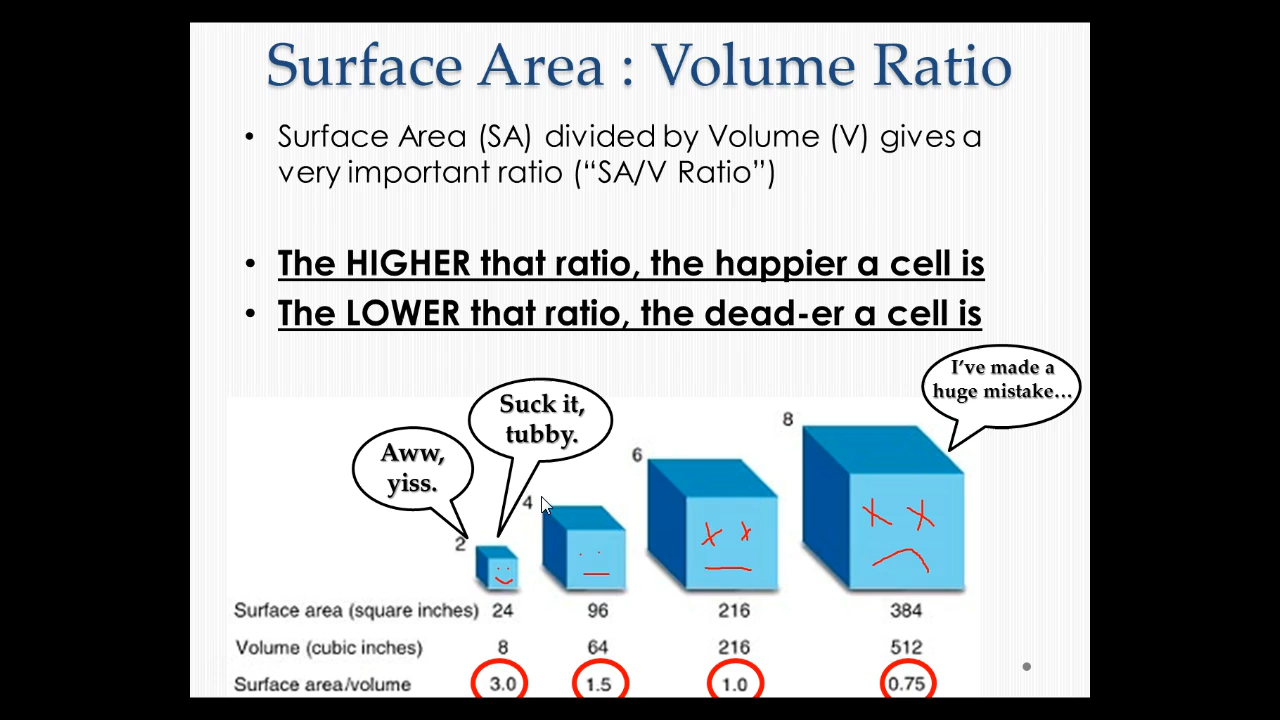 Surface Area : Volume Ratio
• Surface Area (SA) divided by Volume (V) gives a
very important ratio (“SA/V Ratio”)
• The HIGHER that ratio, the happier a cell is
• The LOWER that ratio, the dead-er a cell is
I’ve made a
huge mistake...
Suck it,
tubby.
Aww,
yiss.
2
4
6
8
Surface area (square inches) 24 96 216 384
Volume (cubic inches) 8 64 216 512
Surface area/volume 3.0 1.5 1.0 0.75